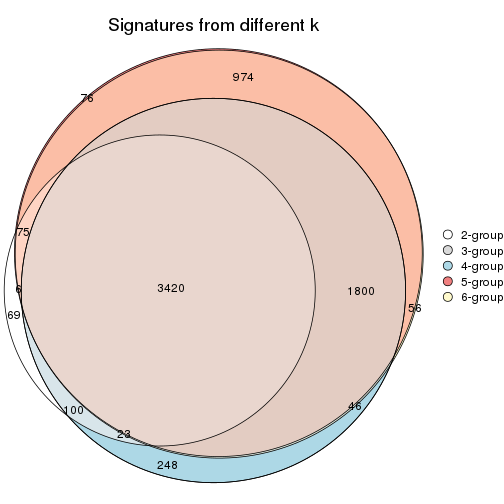 Signatures from different k
974
76
75
2-group
3-group
4-group
5-group
6-group
6
3420
1800
56
69
46
100
23
248